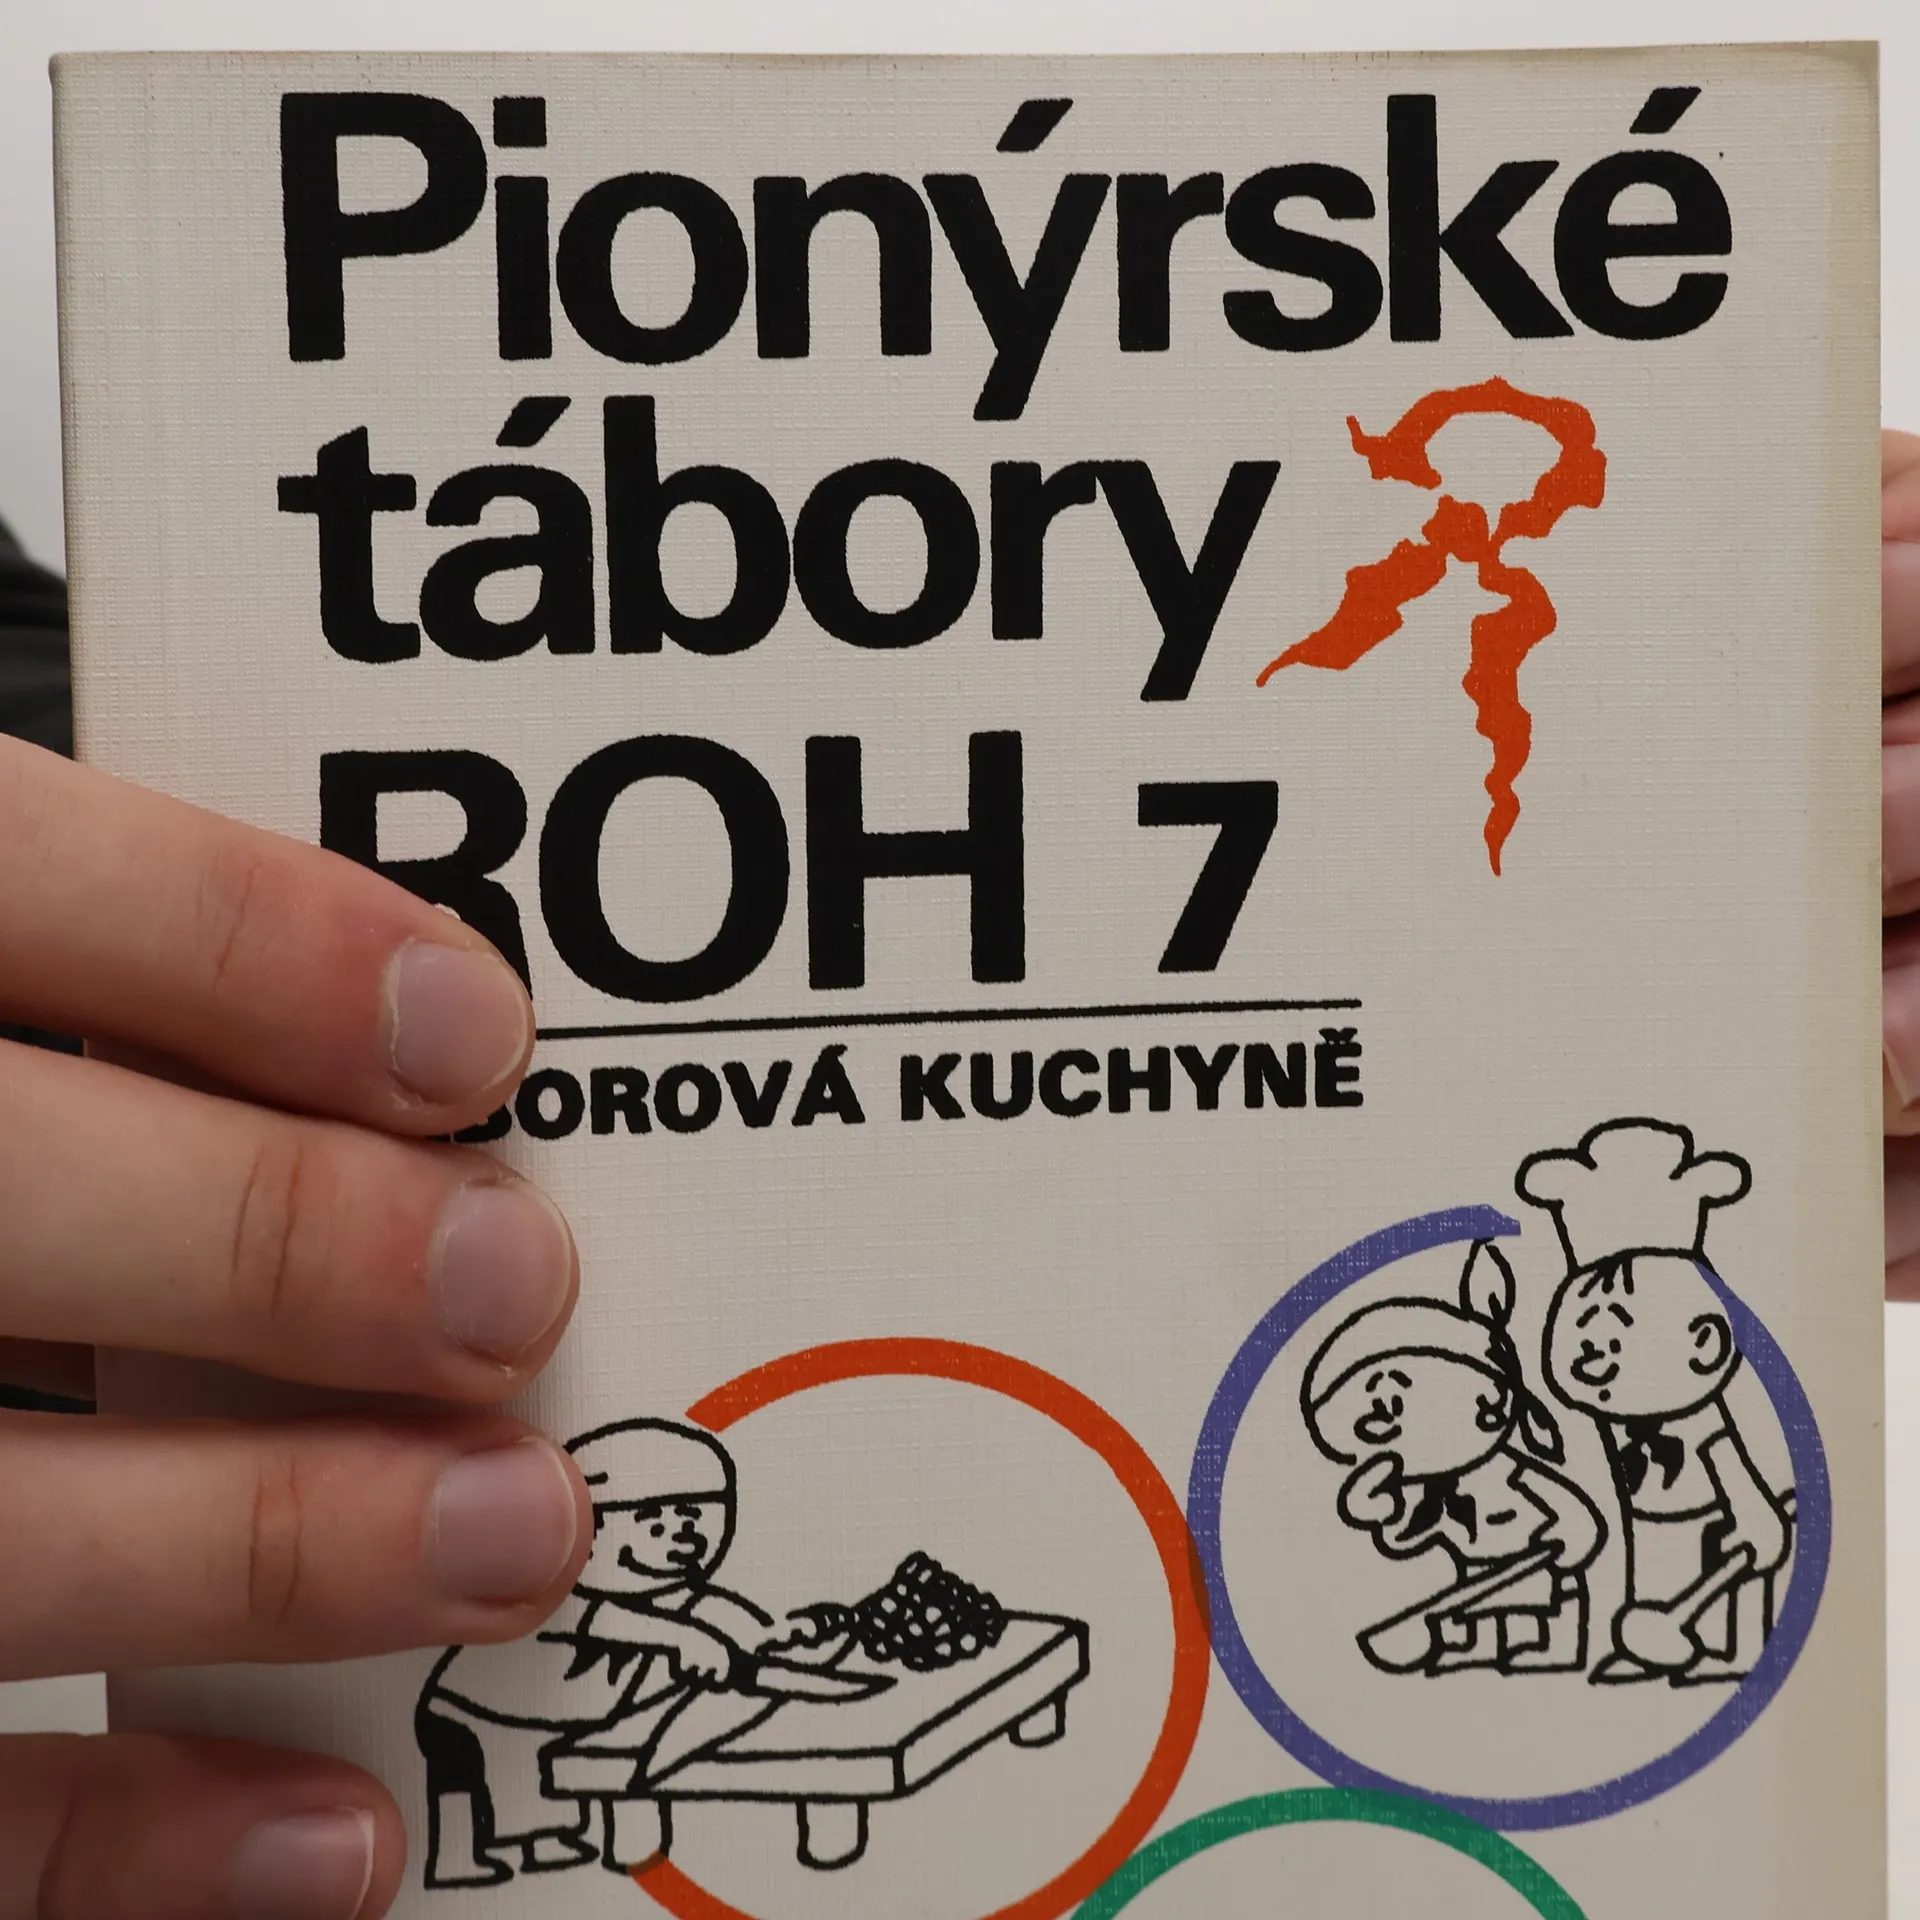 Pionýrské
tábory
ROH 7
KUCHYNĚ